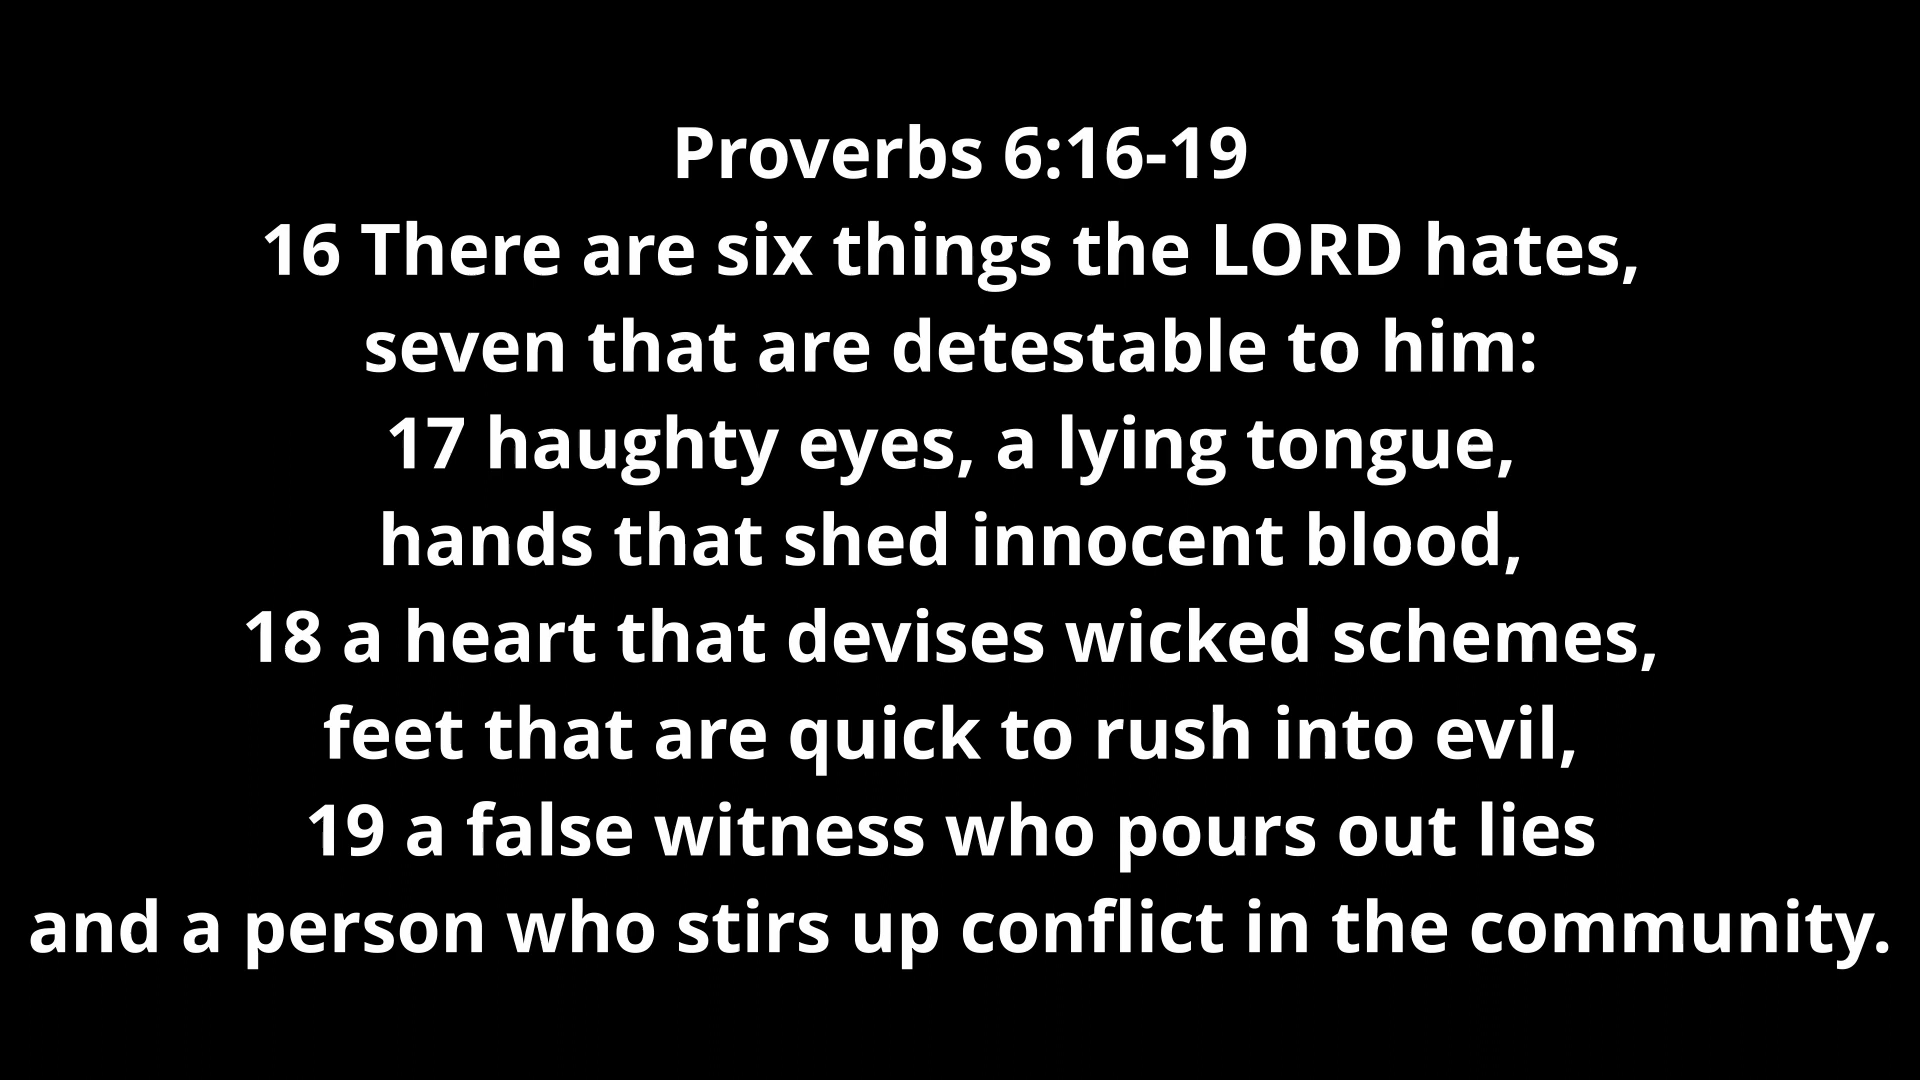 Proverbs 6:16-19
16 There are six things the LORD hates,
seven that are detestable to him:
17 haughty eyes, a lying tongue,
hands that shed innocent blood,
18 a heart that devises wicked schemes,
feet that are quick to rush into evil,
19 a false witness who pours out lies
and a person who stirs up conflict in the community.